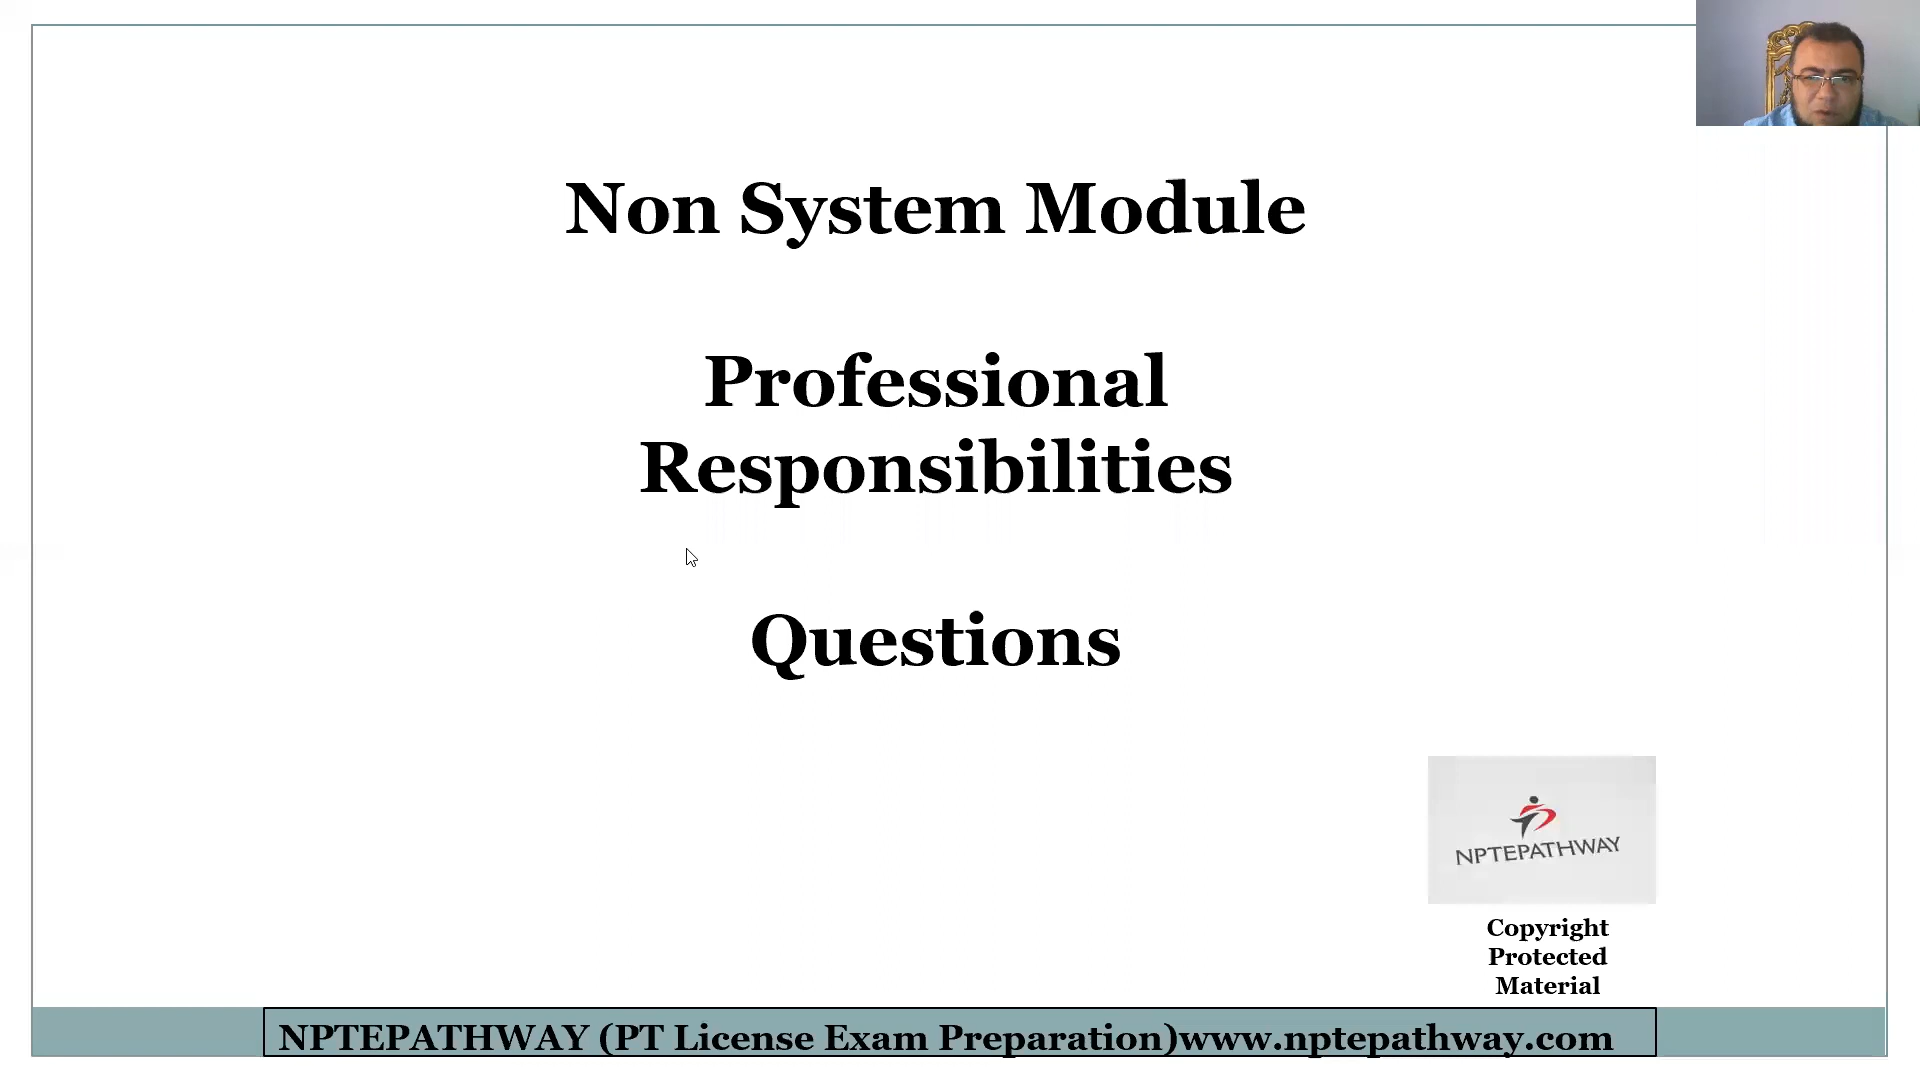 Non System Module
Professional
Responsibilities
Questions
NPTEPATHWAY
Copyright
Protected
Material
NPTEPATHWAY (PT License Exam Preparation)www.nptepathway.com